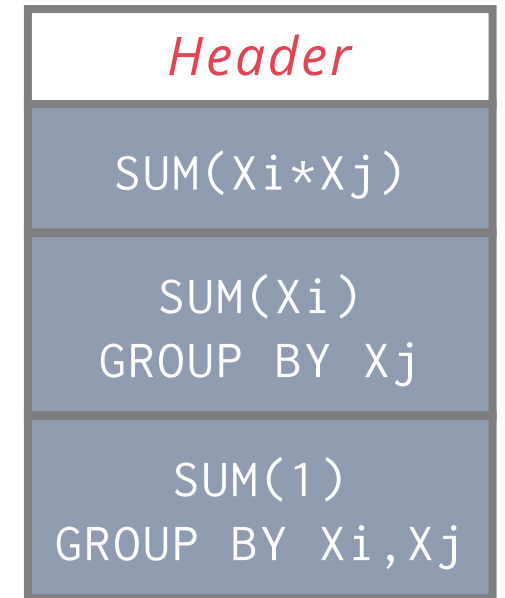 Header
SUM(Xi*Xj)
SUM(Xi)
GROUP BY Xj
SUM(1)
GROUP BY Xi,Xj